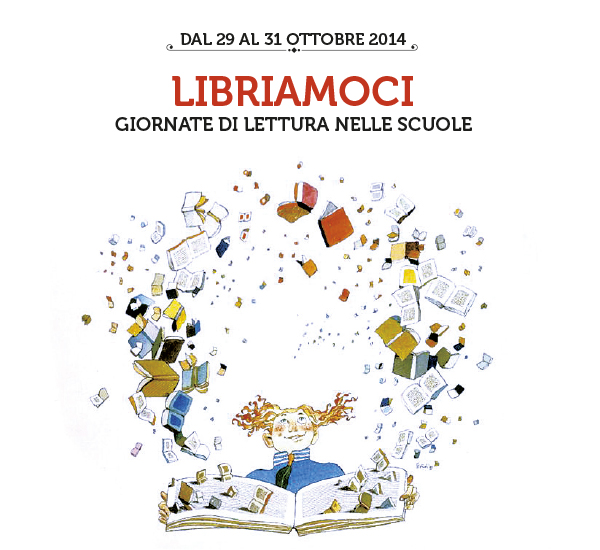 DAL 29 AL 31 OTTOBRE 2014
LIBRIAMOCI
GIORNATE DI LETTURA NELLE SCUOLE